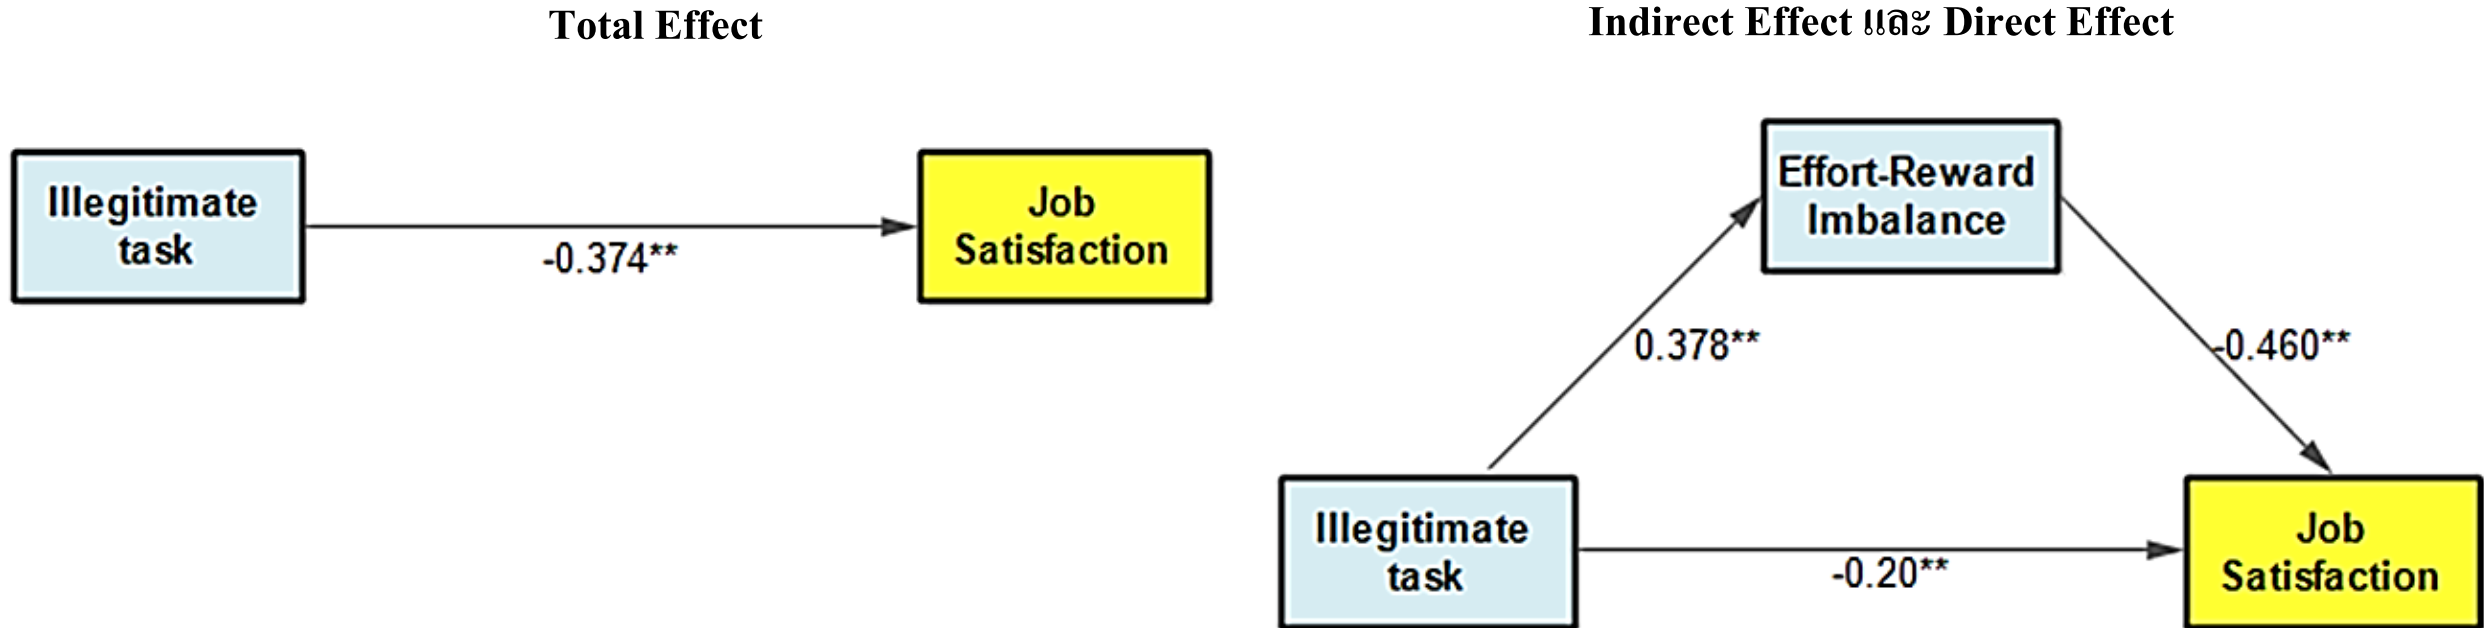 Total Effect
Illegitimate
task
-0.374**
Job
Satisfaction
Indirect Effect และ Direct Effect
Effort-Reward
Imbalance
0.378**
-0.460**
Illegitimate
task
-0.20**
Job
Satisfaction